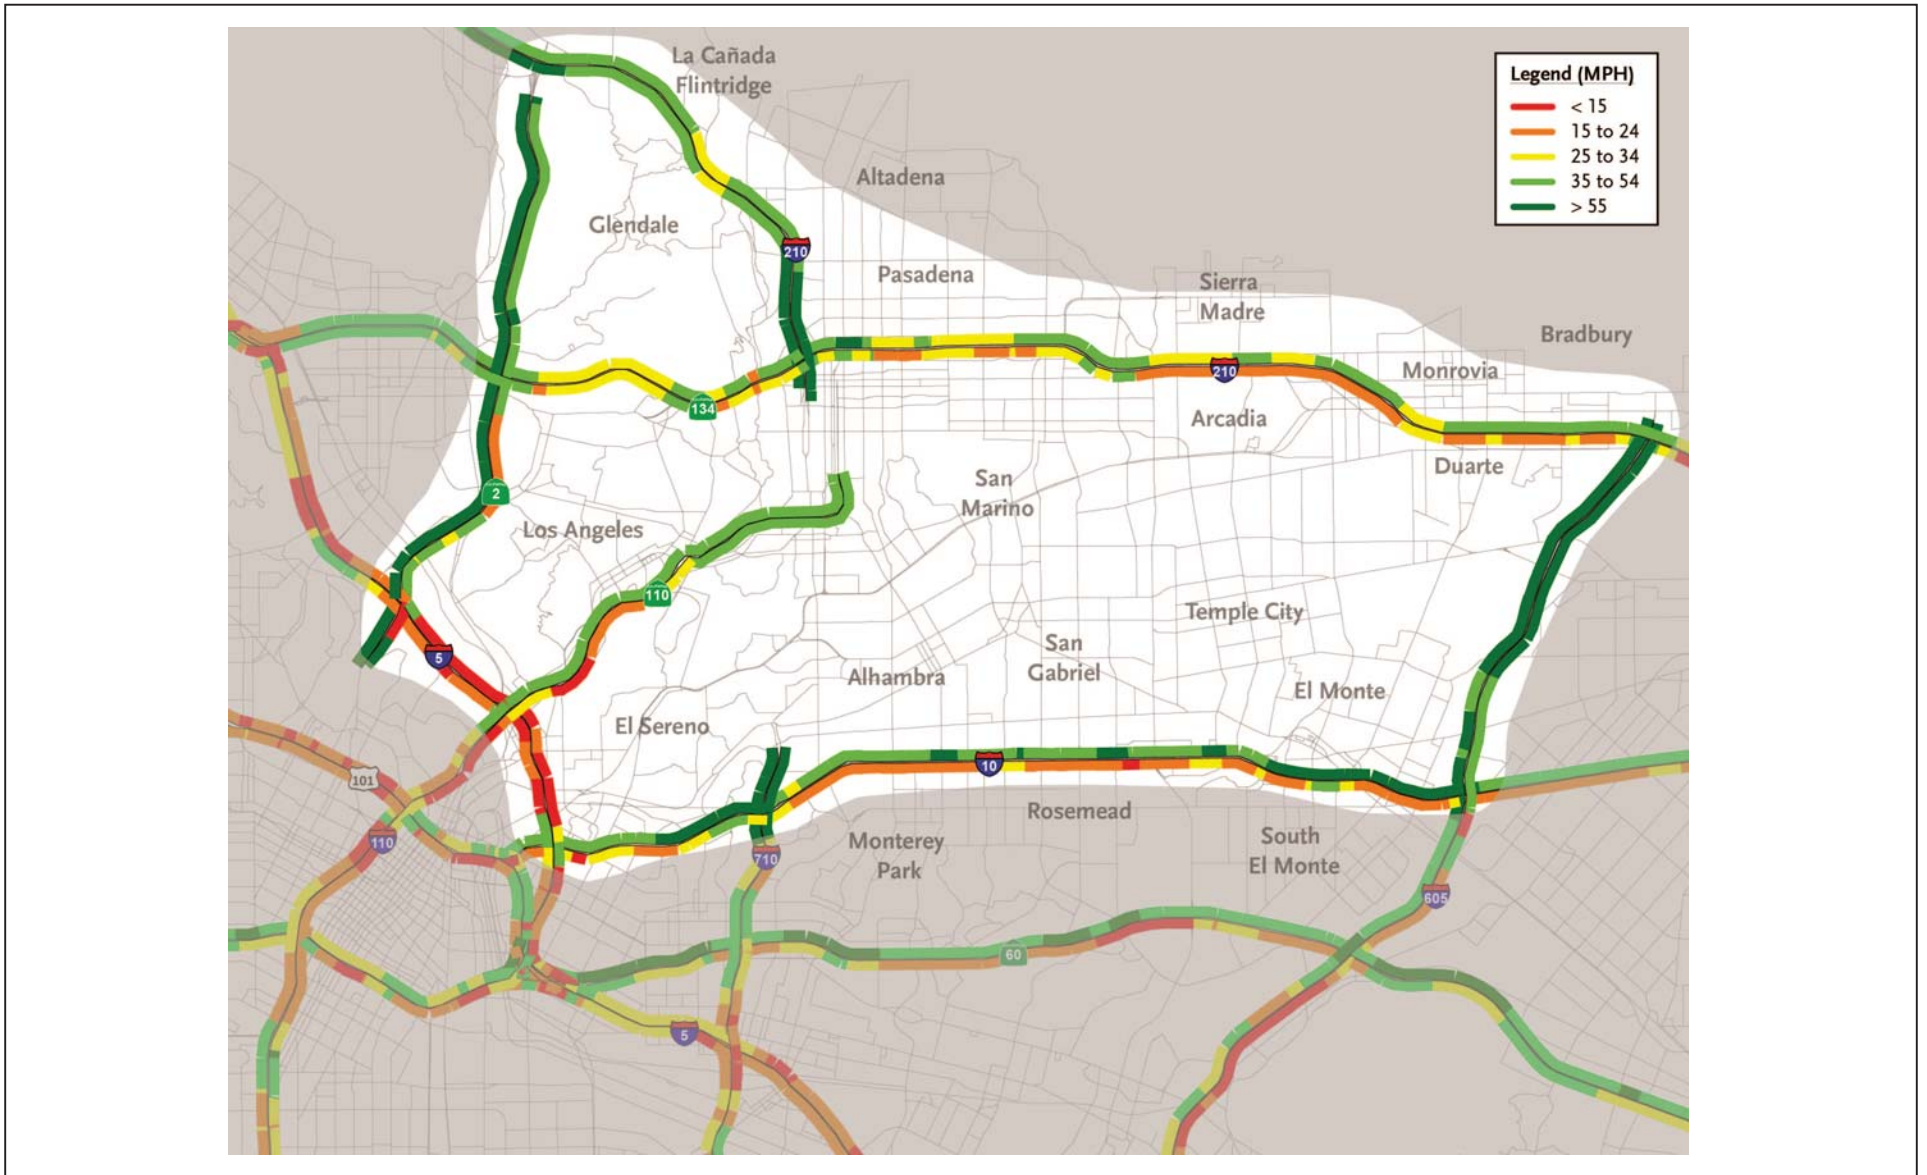 La Cañada
Flintridge
Legend (MPH)
< 15
15 to 24
25 to 34
35 to 54
> 55
Altadena
Glendale
210
Pasadena
Sierra
Madre
Bradbury
210
Monrovia
134
Arcadia
Duarte
2
San
Marino
Los Angeles
110
Temple City
5
San
Gabriel
Alhambra
El Monte
El Sereno
10
101
Rosemead
110
Monterey
Park
South
El Monte
710
605
60
5